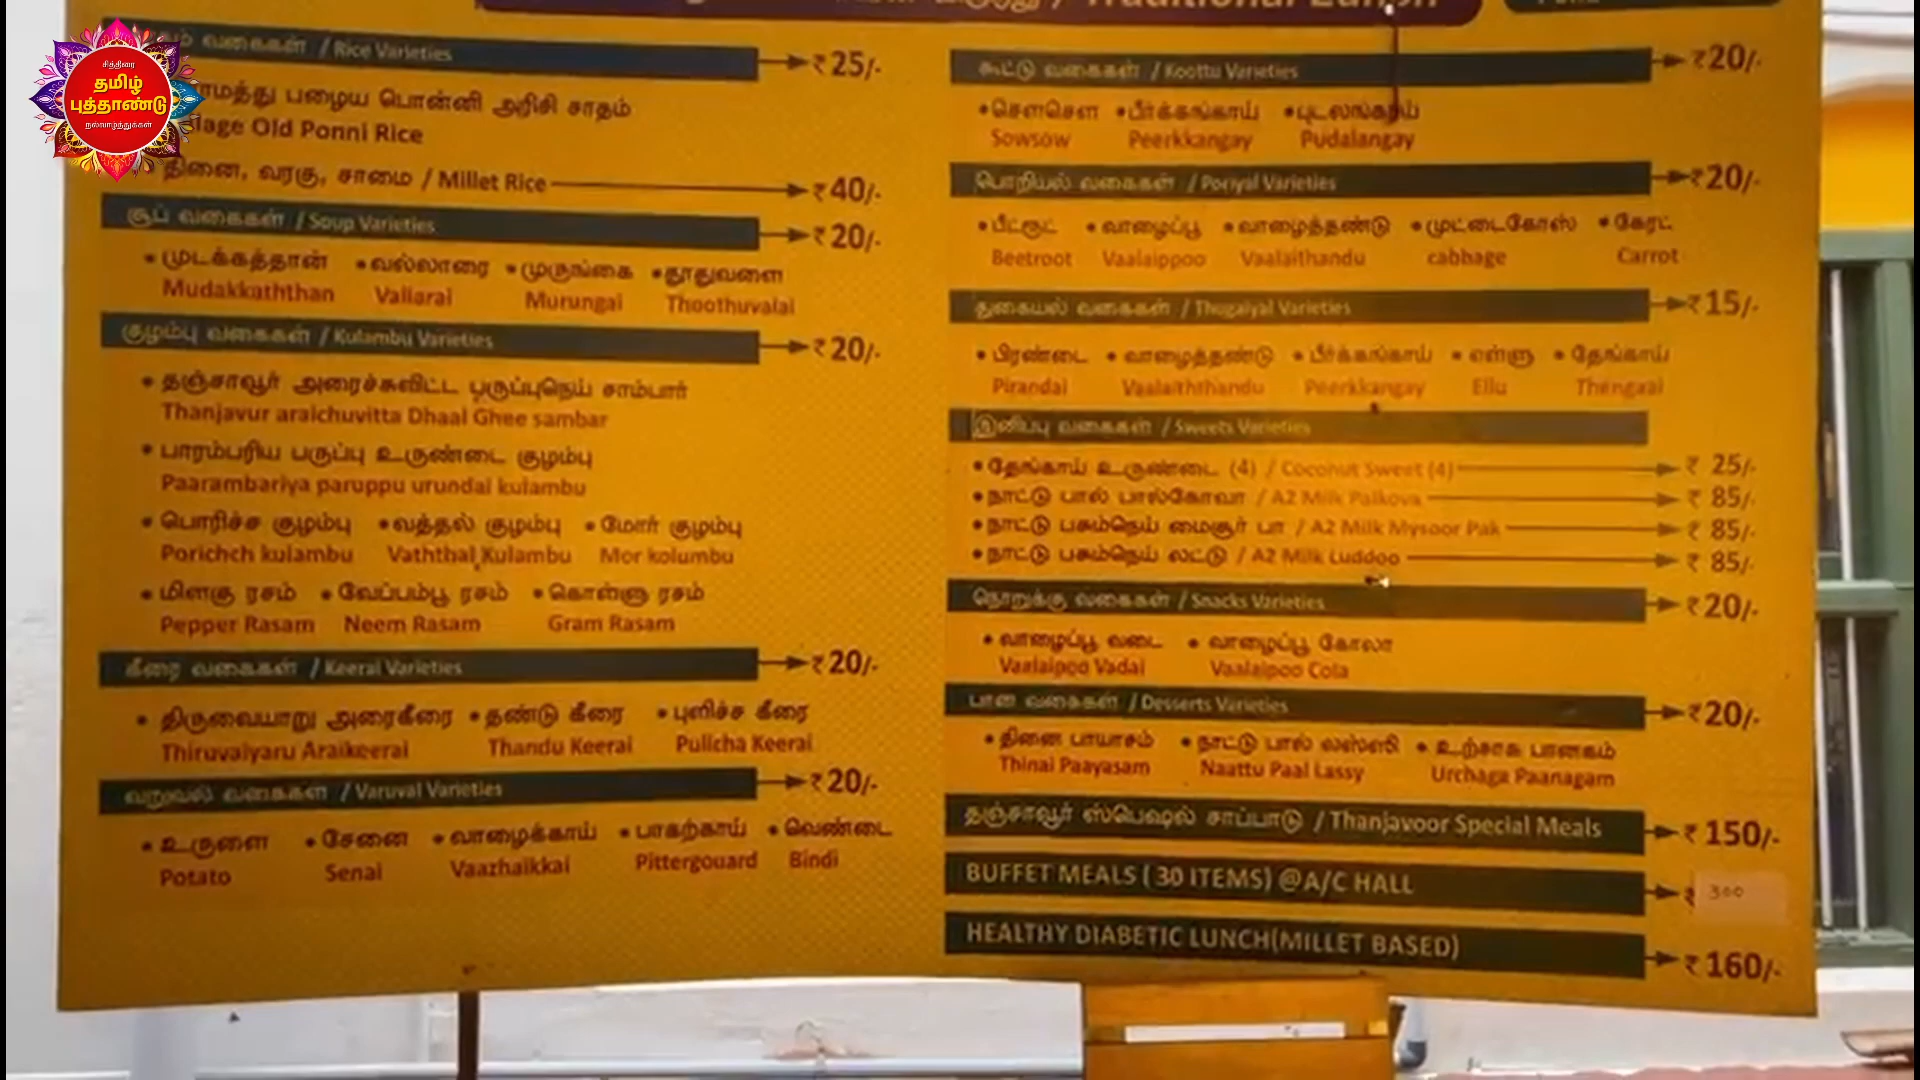 சித்திரை
தமிழ்
புத்தாண்டு
நல்வாழ்த்துக்கள்
/ Traditional Lunch
வகைகள் / Rice Varieties → ₹ 25/-
பழைய பொன்னி அரிசி சாதம்
Old Ponni Rice
தினை, வரகு, சாமை / Millet Rice → ₹ 40/-
சூப் வகைகள் / Soup Varieties → ₹ 20/-
• முடக்கத்தான் • வல்லாரை • முருங்கை • தூதுவளை
Mudakkaththan Vallarai Murungai Thoothuvalai
குழம்பு வகைகள் / Kulambu Varieties → ₹ 20/-
• தஞ்சாவூர் அரைச்சுவிட்ட பருப்புநெய் சாம்பார்
Thanjavur araichuvitta Dhaal Ghee sambar
• பாரம்பரிய பருப்பு உருண்டை குழம்பு
Paarambariya paruppu urundai kulambu
• பொரிச்ச குழம்பு • வத்தல் குழம்பு • மோர் குழம்பு
Porichch kulambu Vaththal Kulambu Mor kolumbu
• மிளகு ரசம் • வேப்பம்பூ ரசம் • கொள்ளு ரசம்
Pepper Rasam Neem Rasam Gram Rasam
கீரை வகைகள் / Keerai Varieties → ₹ 20/-
• திருவையாறு அரைகீரை • தண்டு கீரை • புளிச்ச கீரை
Thiruvaiyaru Araikeerai Thandu Keerai Pulicha Keerai
வறுவல் வகைகள் / Varuval Varieties → ₹ 20/-
• உருளை • சேனை • வாழைக்காய் • பாகற்காய் • வெண்டை
Potato Senai Vaazhaikkai Pittergouard Bindi
கூட்டு வகைகள் / Koottu Varieties → ₹ 20/-
• சௌசௌ • பீர்க்கங்காய் • புடலங்காய்
Sowsow Peerkkangay Pudalangay
பொறியல் வகைகள் / Poriyal Varieties → ₹ 20/-
• பீட்ரூட் • வாழைப்பூ • வாழைத்தண்டு • முட்டைகோஸ் • கேரட்
Beetroot Vaalaippoo Vaalaithandu cabbage Carrot
துகையல் வகைகள் / Thugaiyal Varieties → ₹ 15/-
• பிரண்டை • வாழைத்தண்டு • பீர்க்கங்காய் • எள்ளு • தேங்காய்
Pirandai Vaalaiththandu Peerkkangay Ellu Thengaai
இனிப்பு வகைகள் / Sweets Varieties
• தேங்காய் உருண்டை (4) / Coconut Sweet (4) → ₹ 25/-
• நாட்டு பால் பால்கோவா / A2 Milk Palkova → ₹ 85/-
• நாட்டு பசும்நெய் மைசூர் பா / A2 Milk Mysoor Pak → ₹ 85/-
• நாட்டு பசும்நெய் லட்டு / A2 Milk Luddoo → ₹ 85/-
நொறுக்கு வகைகள் / Snacks Varieties → ₹ 20/-
• வாழைப்பூ வடை • வாழைப்பூ கோலா
Vaalaipoo Vadai Vaalaipoo Cola
பான வகைகள் / Desserts Varieties → ₹ 20/-
• தினை பாயாசம் • நாட்டு பால் லஸ்ஸி • உற்சாக பானகம்
Thinai Paayasam Naattu Paal Lassy Urchaga Paanagam
தஞ்சாவூர் ஸ்பெஷல் சாப்பாடு / Thanjavoor Special Meals → ₹ 150/-
BUFFET MEALS ( 30 ITEMS) @A/C HALL → ₹ 300
HEALTHY DIABETIC LUNCH(MILLET BASED) → ₹ 160/-